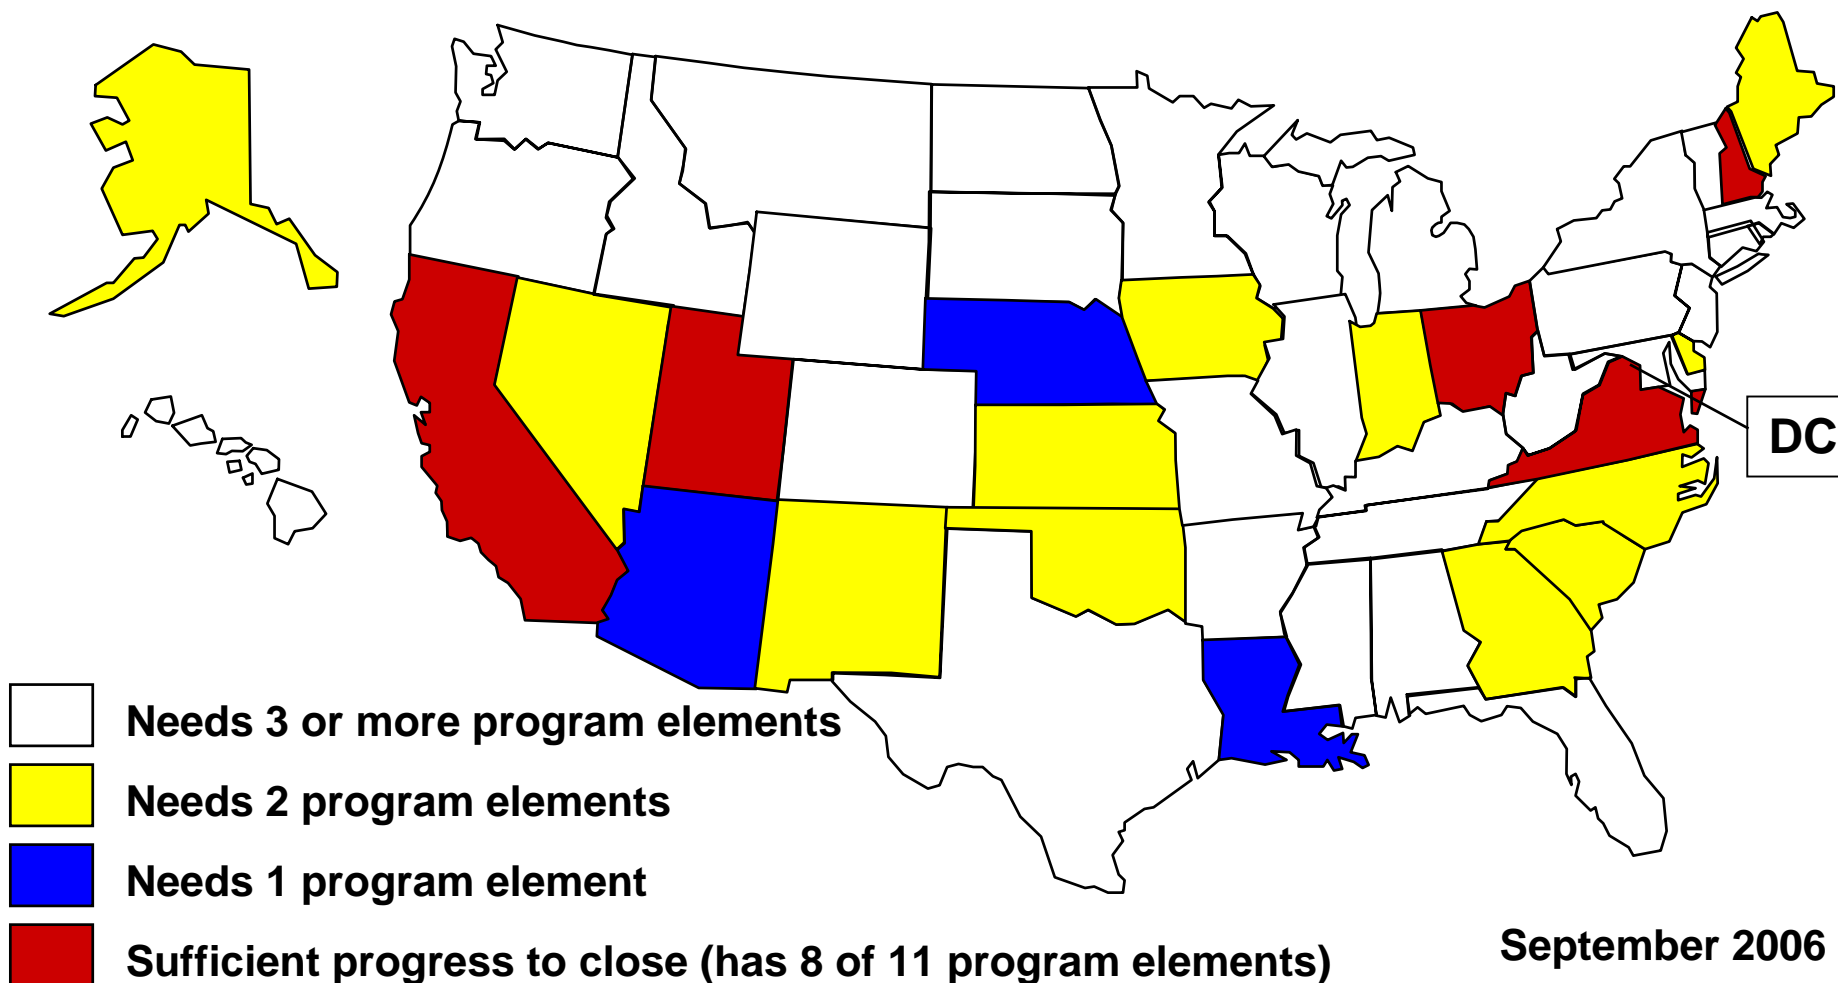 DC
Needs 3 or more program elements
Needs 2 program elements
Needs 1 program element
Sufficient progress to close (has 8 of 11 program elements)
September 2006